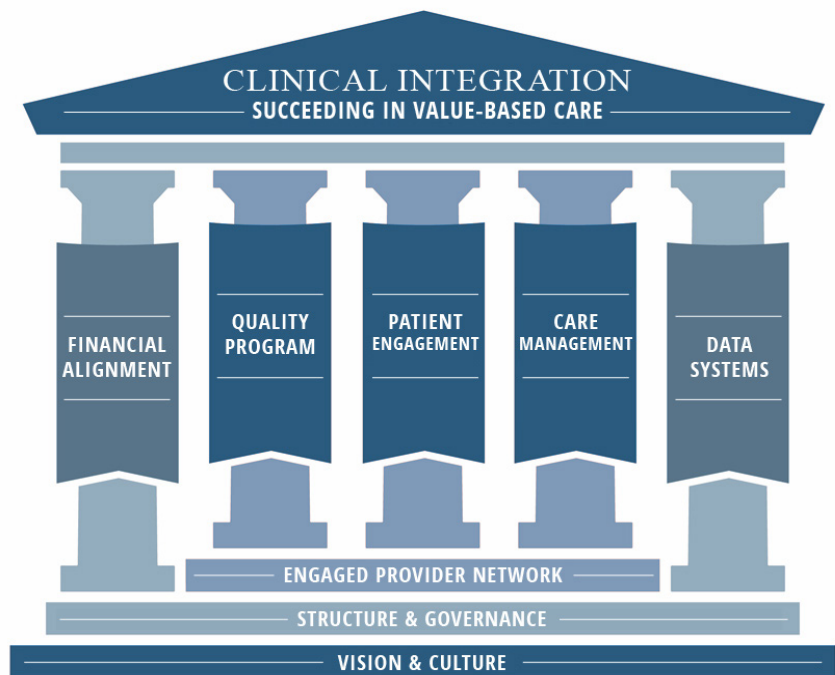 CLINICAL INTEGRATION
SUCCEEDING IN VALUE-BASED CARE
FINANCIAL
ALIGNMENT
QUALITY
PROGRAM
PATIENT
ENGAGEMENT
CARE
MANAGEMENT
DATA
SYSTEMS
ENGAGED PROVIDER NETWORK
STRUCTURE & GOVERNANCE
VISION & CULTURE